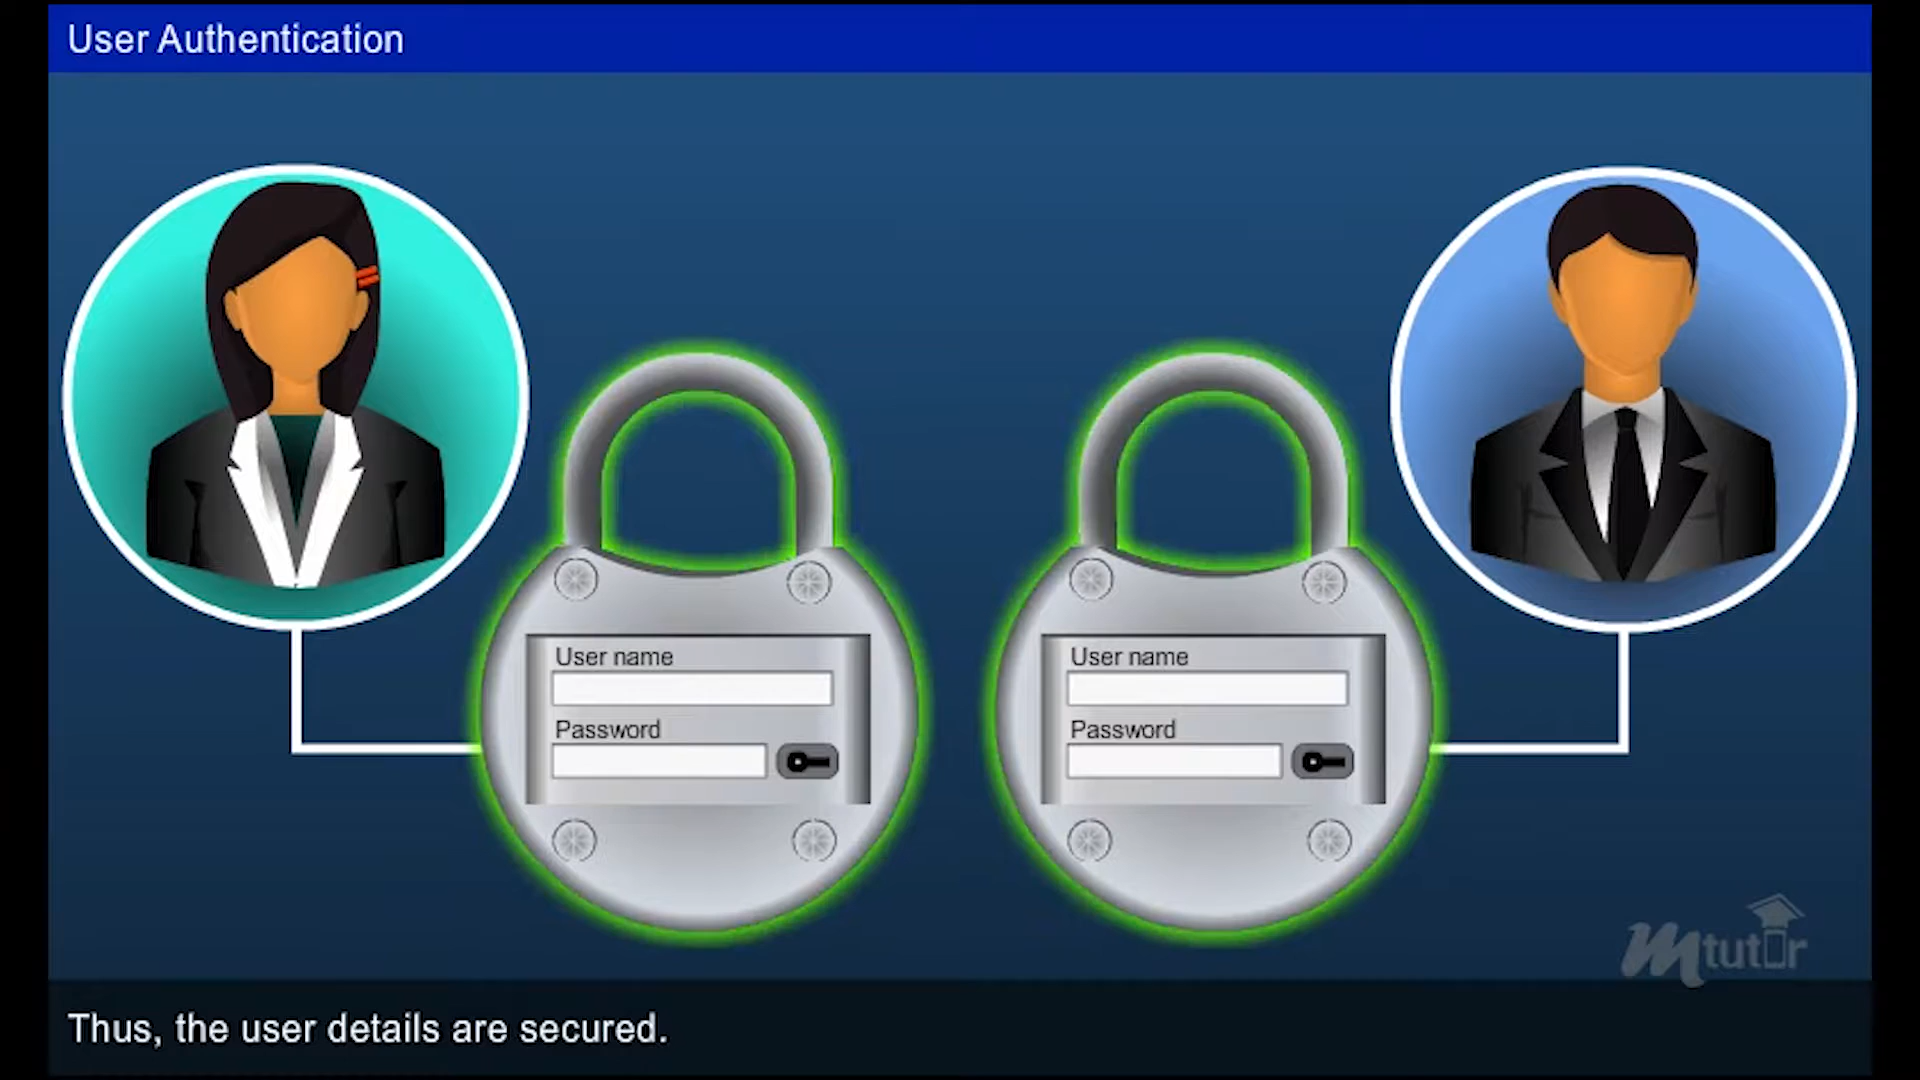 User Authentication
User name
Password
User name
Password
mtutor
Thus, the user details are secured.